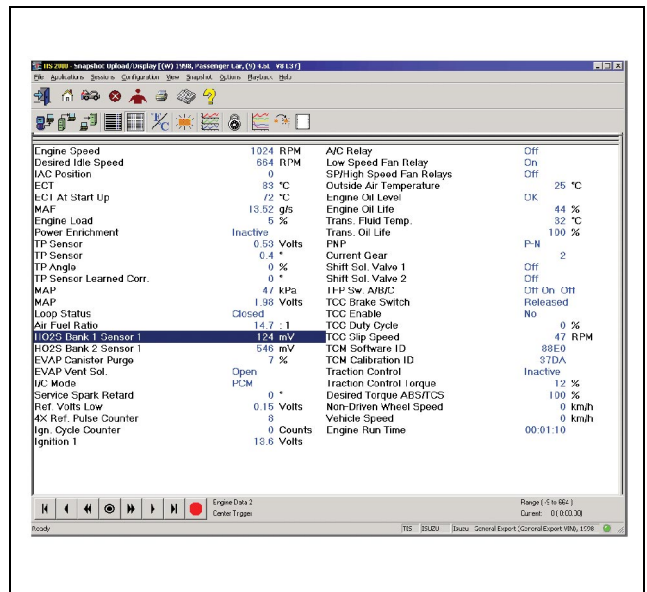 TIS 2000 - Snapshot Upload/Display [(W) 1998, Passenger Car, (Y) 4.5L V8 L37]
File Applications Sessions Configuration View Snapshot Options Playback Help
Engine Speed 1024 RPM A/C Relay Off
Desired Idle Speed 664 RPM Low Speed Fan Relay On
IAC Position 0 SP/High Speed Fan Relays Off
ECT 83 °C Outside Air Temperature 25 °C
ECT At Start Up 72 °C Engine Oil Level OK
MAF 13.52 g/s Engine Oil Life 44 %
Engine Load 5 % Trans. Fluid Temp. 32 °C
Power Enrichment Inactive Trans. Oil Life 100 %
TP Sensor 0.53 Volts PNP P-N
TP Sensor 0.4 ° Current Gear 2
TP Angle 0 % Shift Sol. Valve 1 Off
TP Sensor Learned Corr. 0 ° Shift Sol. Valve 2 Off
MAP 47 kPa TFP Sw. A/B/C Off On Off
MAP 1.98 Volts TCC Brake Switch Released
Loop Status Closed TCC Enable No
Air Fuel Ratio 14.7 : 1 TCC Duty Cycle 0 %
HO2S Bank 1 Sensor 1 124 mV TCC Slip Speed 47 RPM
HO2S Bank 2 Sensor 1 546 mV TCM Software ID 88E0
EVAP Canister Purge 7 % TCM Calibration ID 37DA
EVAP Vent Sol. Open Traction Control Inactive
I/C Mode PCM Traction Control Torque 12 %
Service Spark Retard 0 ° Desired Torque ABS/TCS 100 %
Ref. Volts Low 0.15 Volts Non-Driven Wheel Speed 0 km/h
4X Ref. Pulse Counter 8 Vehicle Speed 0 km/h
Ign. Cycle Counter 0 Counts Engine Run Time 00:01:10
Ignition 1 13.6 Volts
Engine Data 2 Range ( -5 to 664 )
Center Trigger Current: 0 ( 0:00.00)
Ready TIS ISUZU Isuzu General Export (General Export VIN), 1998